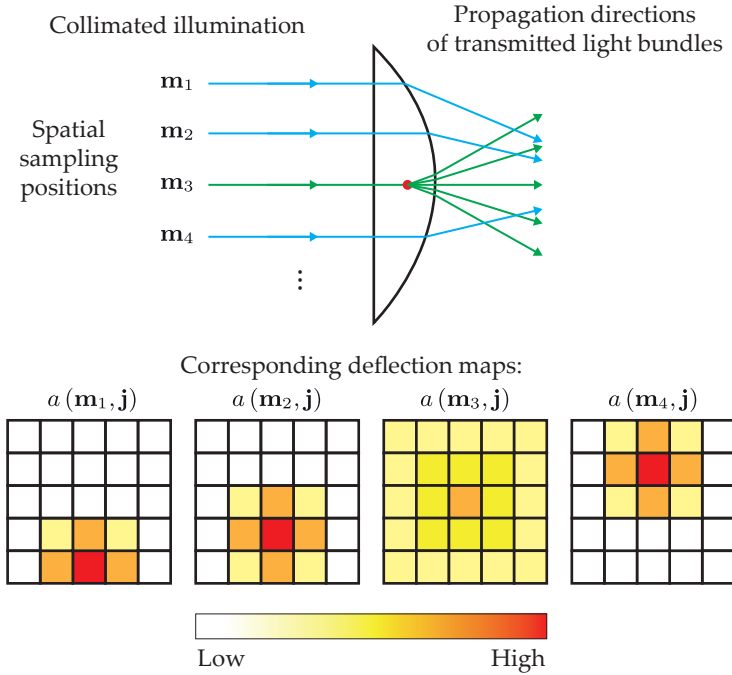 Collimated illumination
Propagation directions
of transmitted light bundles
m₁
m₂
Spatial
sampling
positions
m₃
m₄
⋮
Corresponding deflection maps:
a (m₁, j)
a (m₂, j)
a (m₃, j)
a (m₄, j)
Low
High